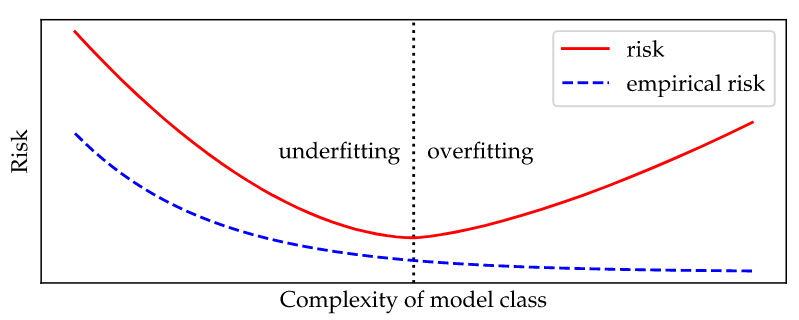 risk
empirical risk
underfitting
overfitting
Risk
Complexity of model class